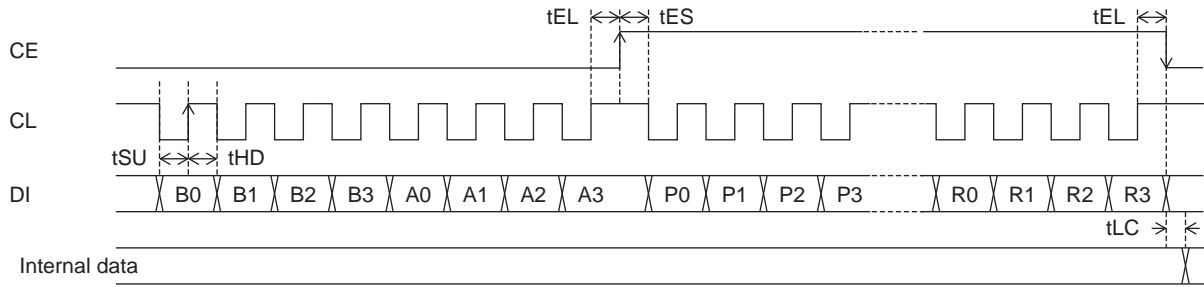 tEL tES tEL
CE
CL
tSU tHD
DI B0 B1 B2 B3 A0 A1 A2 A3 P0 P1 P2 P3 R0 R1 R2 R3
tLC
Internal data